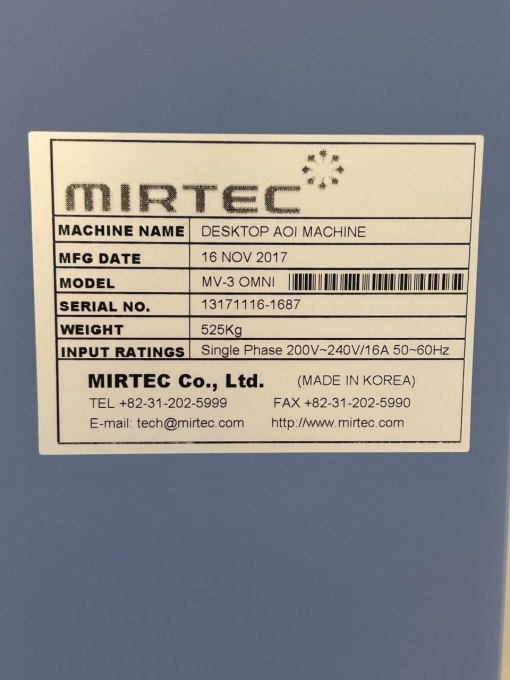 MIRTEC
MACHINE NAME DESKTOP AOI MACHINE
MFG DATE 16 NOV 2017
MODEL MV-3 OMNI
SERIAL NO. 13171116-1687
WEIGHT 525Kg
INPUT RATINGS Single Phase 200V~240V/16A 50~60Hz
MIRTEC Co., Ltd. (MADE IN KOREA)
TEL +82-31-202-5999 FAX +82-31-202-5990
E-mail: tech@mirtec.com http://www.mirtec.com